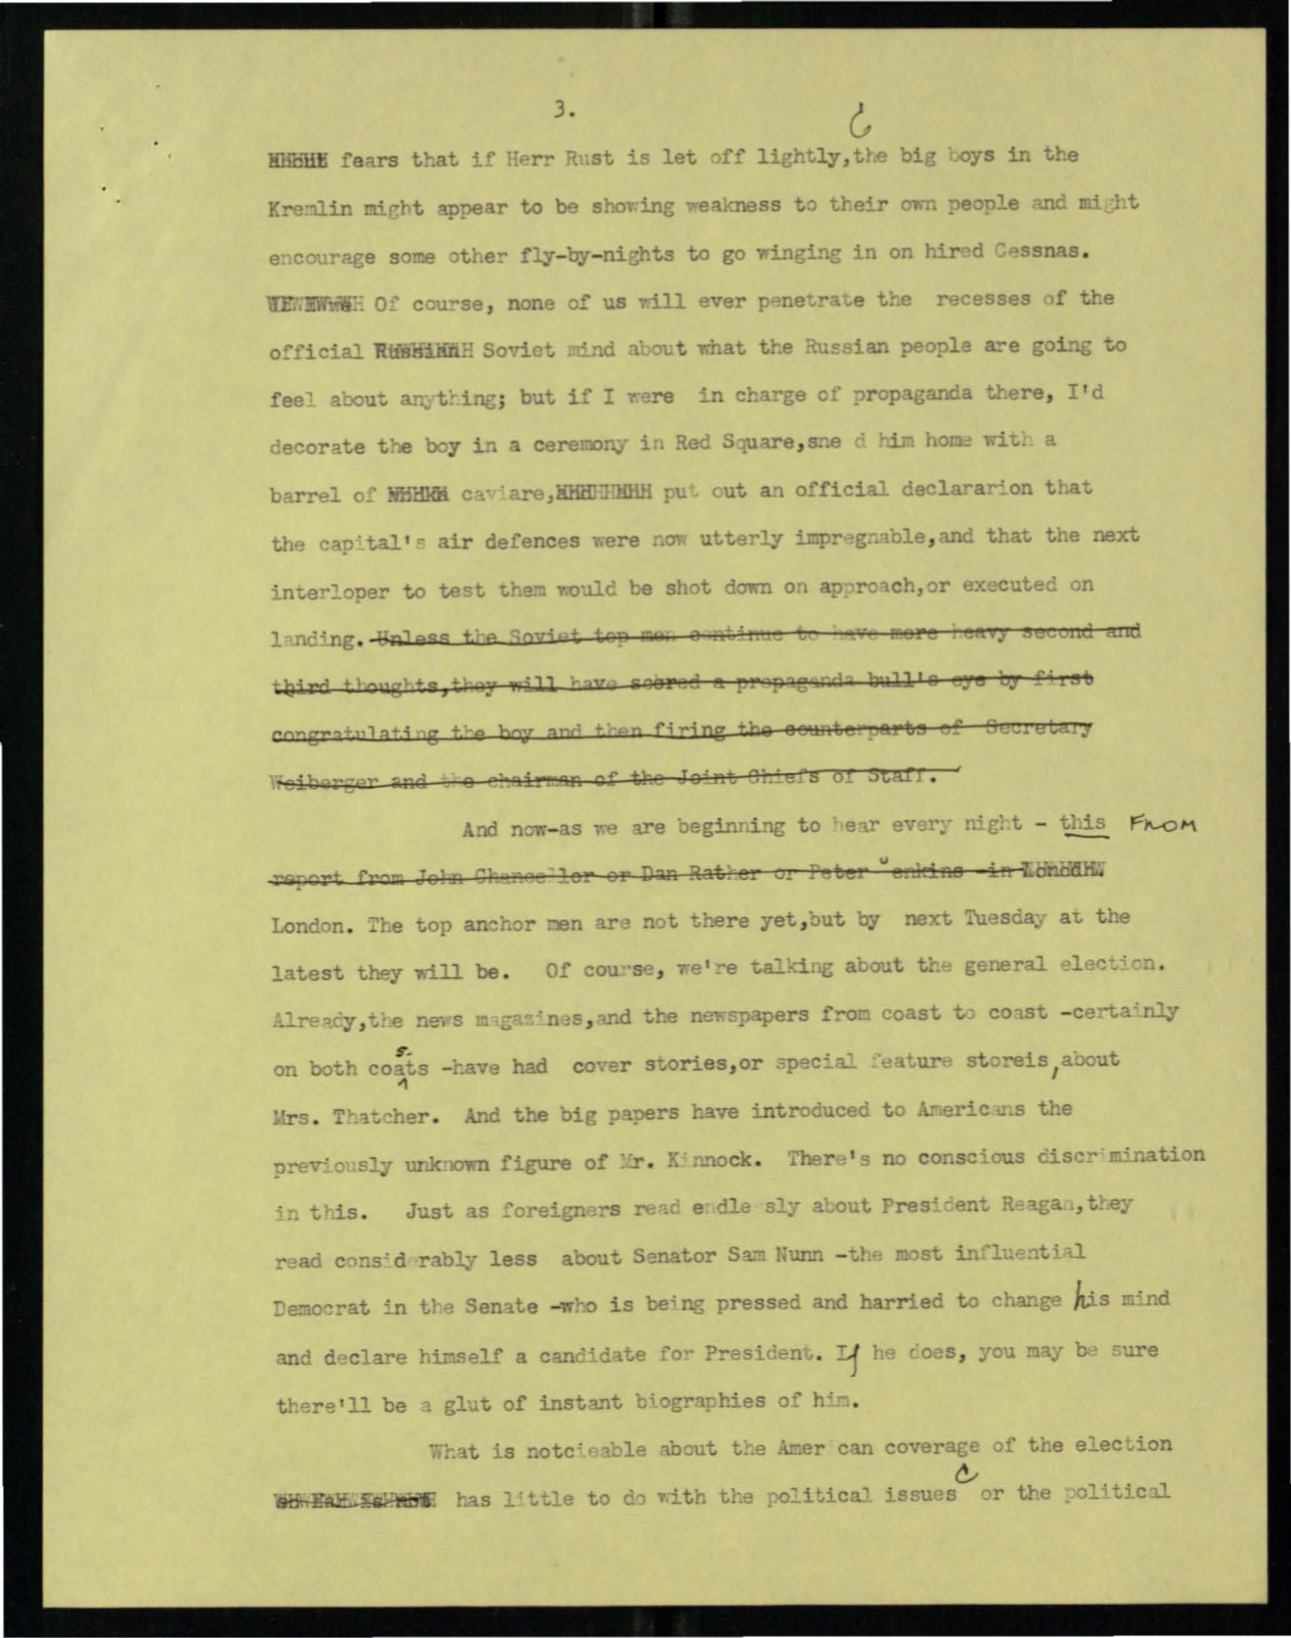 3.
fears that if Herr Rust is let off lightly,the big boys in the
Kremlin might appear to be showing weakness to their own people and might
encourage some other fly-by-nights to go winging in on hired Cessnas.
Of course, none of us will ever penetrate the recesses of the
official Soviet mind about what the Russian people are going to
feel about anything; but if I were in charge of propaganda there, I'd
decorate the boy in a ceremony in Red Square,sne d him home with a
barrel of caviare, put out an official declararion that
the capital's air defences were now utterly impregnable,and that the next
interloper to test them would be shot down on approach,or executed on
landing. Unless the Soviet top men continue to have more heavy second and
third thoughts,they will have scored a propaganda bull's eye by first
congratulating the boy and then firing the counterparts of Secretary
Weiberger and the chairman of the Joint Chiefs of Staff.
And now-as we are beginning to hear every night - this FROM
report from John Chancellor or Dan Rather or Peter Jenkins -in
London. The top anchor men are not there yet,but by next Tuesday at the
latest they will be. Of course, we're talking about the general election.
Already,the news magazines,and the newspapers from coast to coast -certainly
on both coasts -have had cover stories,or special feature storeis,about
Mrs. Thatcher. And the big papers have introduced to Americans the
previously unknown figure of Mr. Kinnock. There's no conscious discrimination
in this. Just as foreigners read endlessly about President Reagan,they
read considerably less about Senator Sam Nunn -the most influential
Democrat in the Senate -who is being pressed and harried to change his mind
and declare himself a candidate for President. If he does, you may be sure
there'll be a glut of instant biographies of him.
What is notcieable about the American coverage of the election
has little to do with the political issues or the political